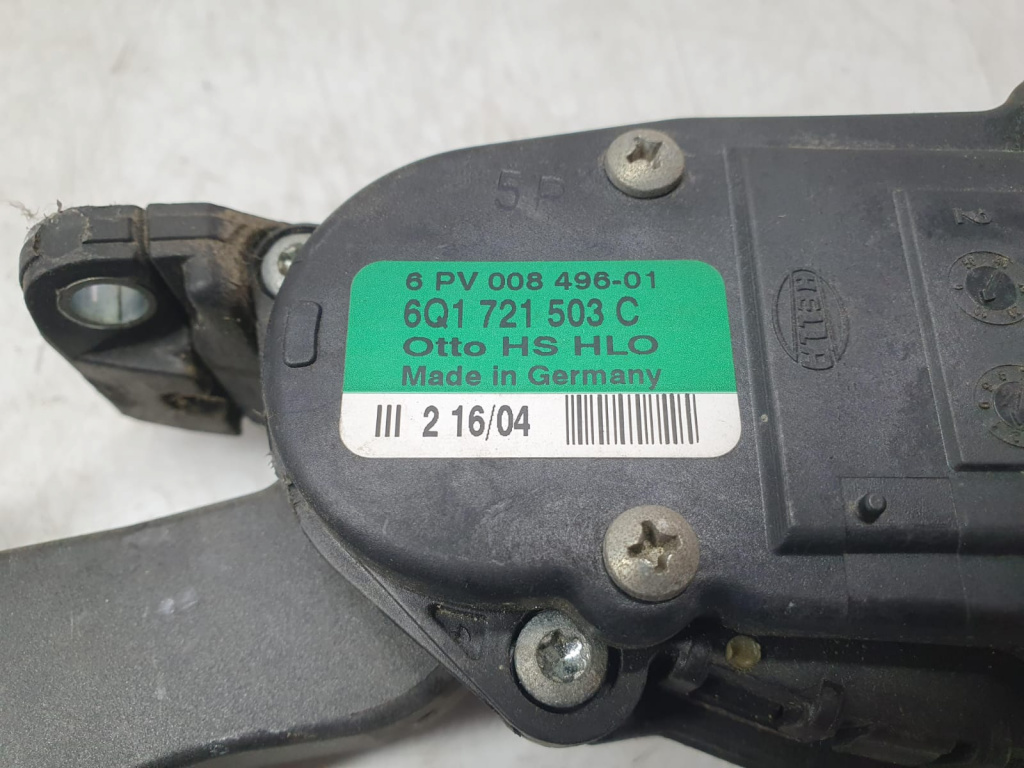 5P
6 PV 008 496-01
6Q1 721 503 C
Otto HS HLO
Made in Germany
III 2 16/04
HELLA